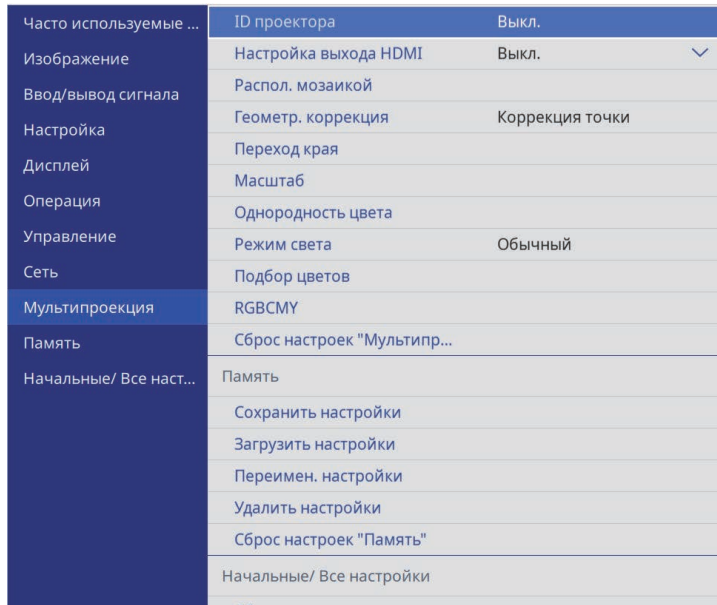 Часто используемые ...
Изображение
Ввод/вывод сигнала
Настройка
Дисплей
Операция
Управление
Сеть
Мультипроекция
Память
Начальные/ Все наст...
ID проектора Выкл.
Настройка выхода HDMI Выкл.
Распол. мозаикой
Геометр. коррекция Коррекция точки
Переход края
Масштаб
Однородность цвета
Режим света Обычный
Подбор цветов
RGBCMY
Сброс настроек "Мультипр...
Память
Сохранить настройки
Загрузить настройки
Переимен. настройки
Удалить настройки
Сброс настроек "Память"
Начальные/ Все настройки